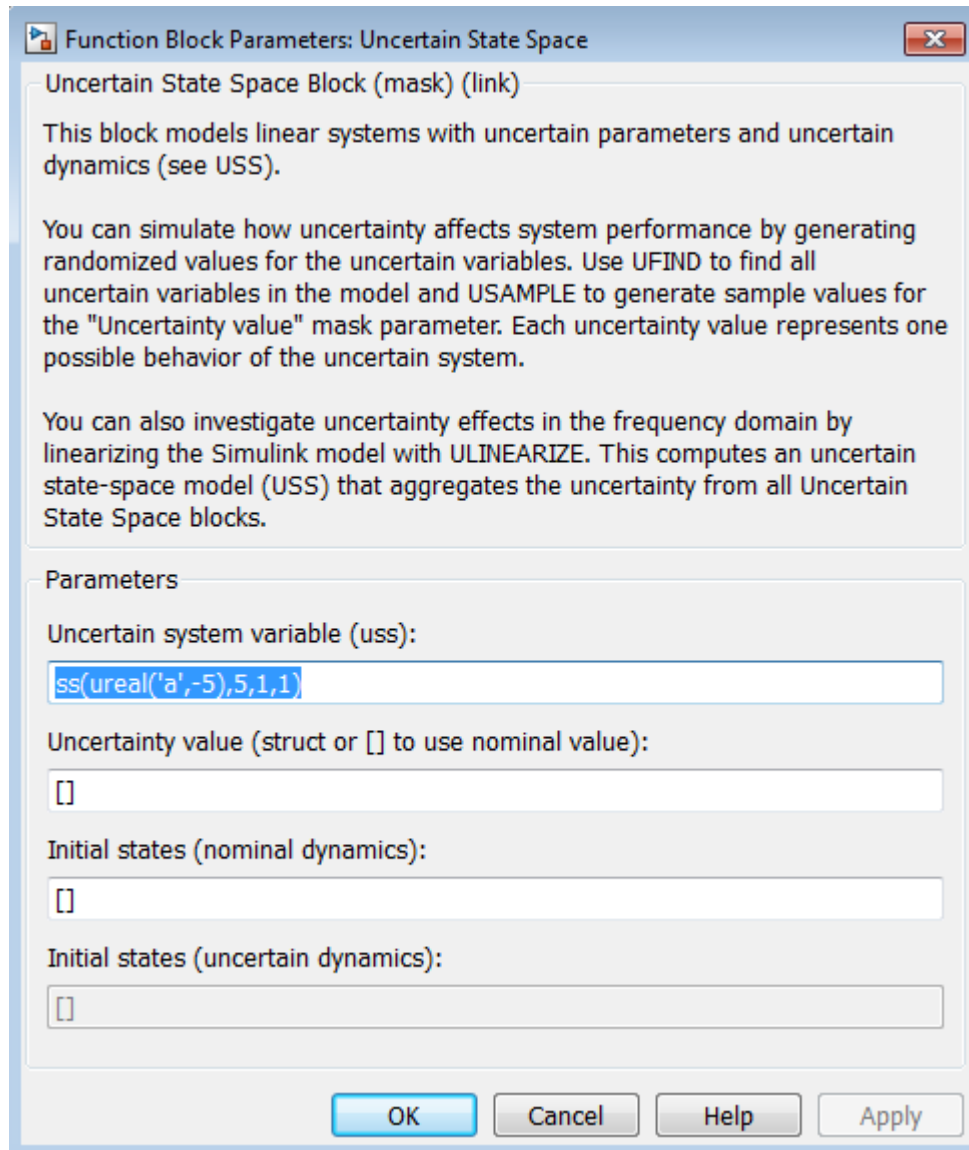 Function Block Parameters: Uncertain State Space
Uncertain State Space Block (mask) (link)
This block models linear systems with uncertain parameters and uncertain
dynamics (see USS).
You can simulate how uncertainty affects system performance by generating
randomized values for the uncertain variables. Use UFIND to find all
uncertain variables in the model and USAMPLE to generate sample values for
the "Uncertainty value" mask parameter. Each uncertainty value represents one
possible behavior of the uncertain system.
You can also investigate uncertainty effects in the frequency domain by
linearizing the Simulink model with ULINEARIZE. This computes an uncertain
state-space model (USS) that aggregates the uncertainty from all Uncertain
State Space blocks.
Parameters
Uncertain system variable (uss):
ss(ureal('a',-5),5,1,1)
Uncertainty value (struct or [] to use nominal value):
[]
Initial states (nominal dynamics):
[]
Initial states (uncertain dynamics):
[]
OK Cancel Help Apply